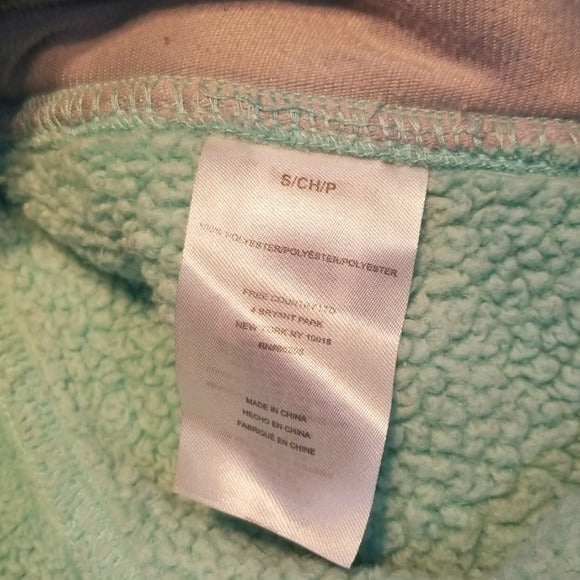 S/CH/P
100% POLYESTER/POLYÉSTER/POLYESTER
FREE COUNTRY LTD
4 BRYANT PARK
NEW YORK NY 10018
MADE IN CHINA
HECHO EN CHINA
FABRIQUÉ EN CHINE